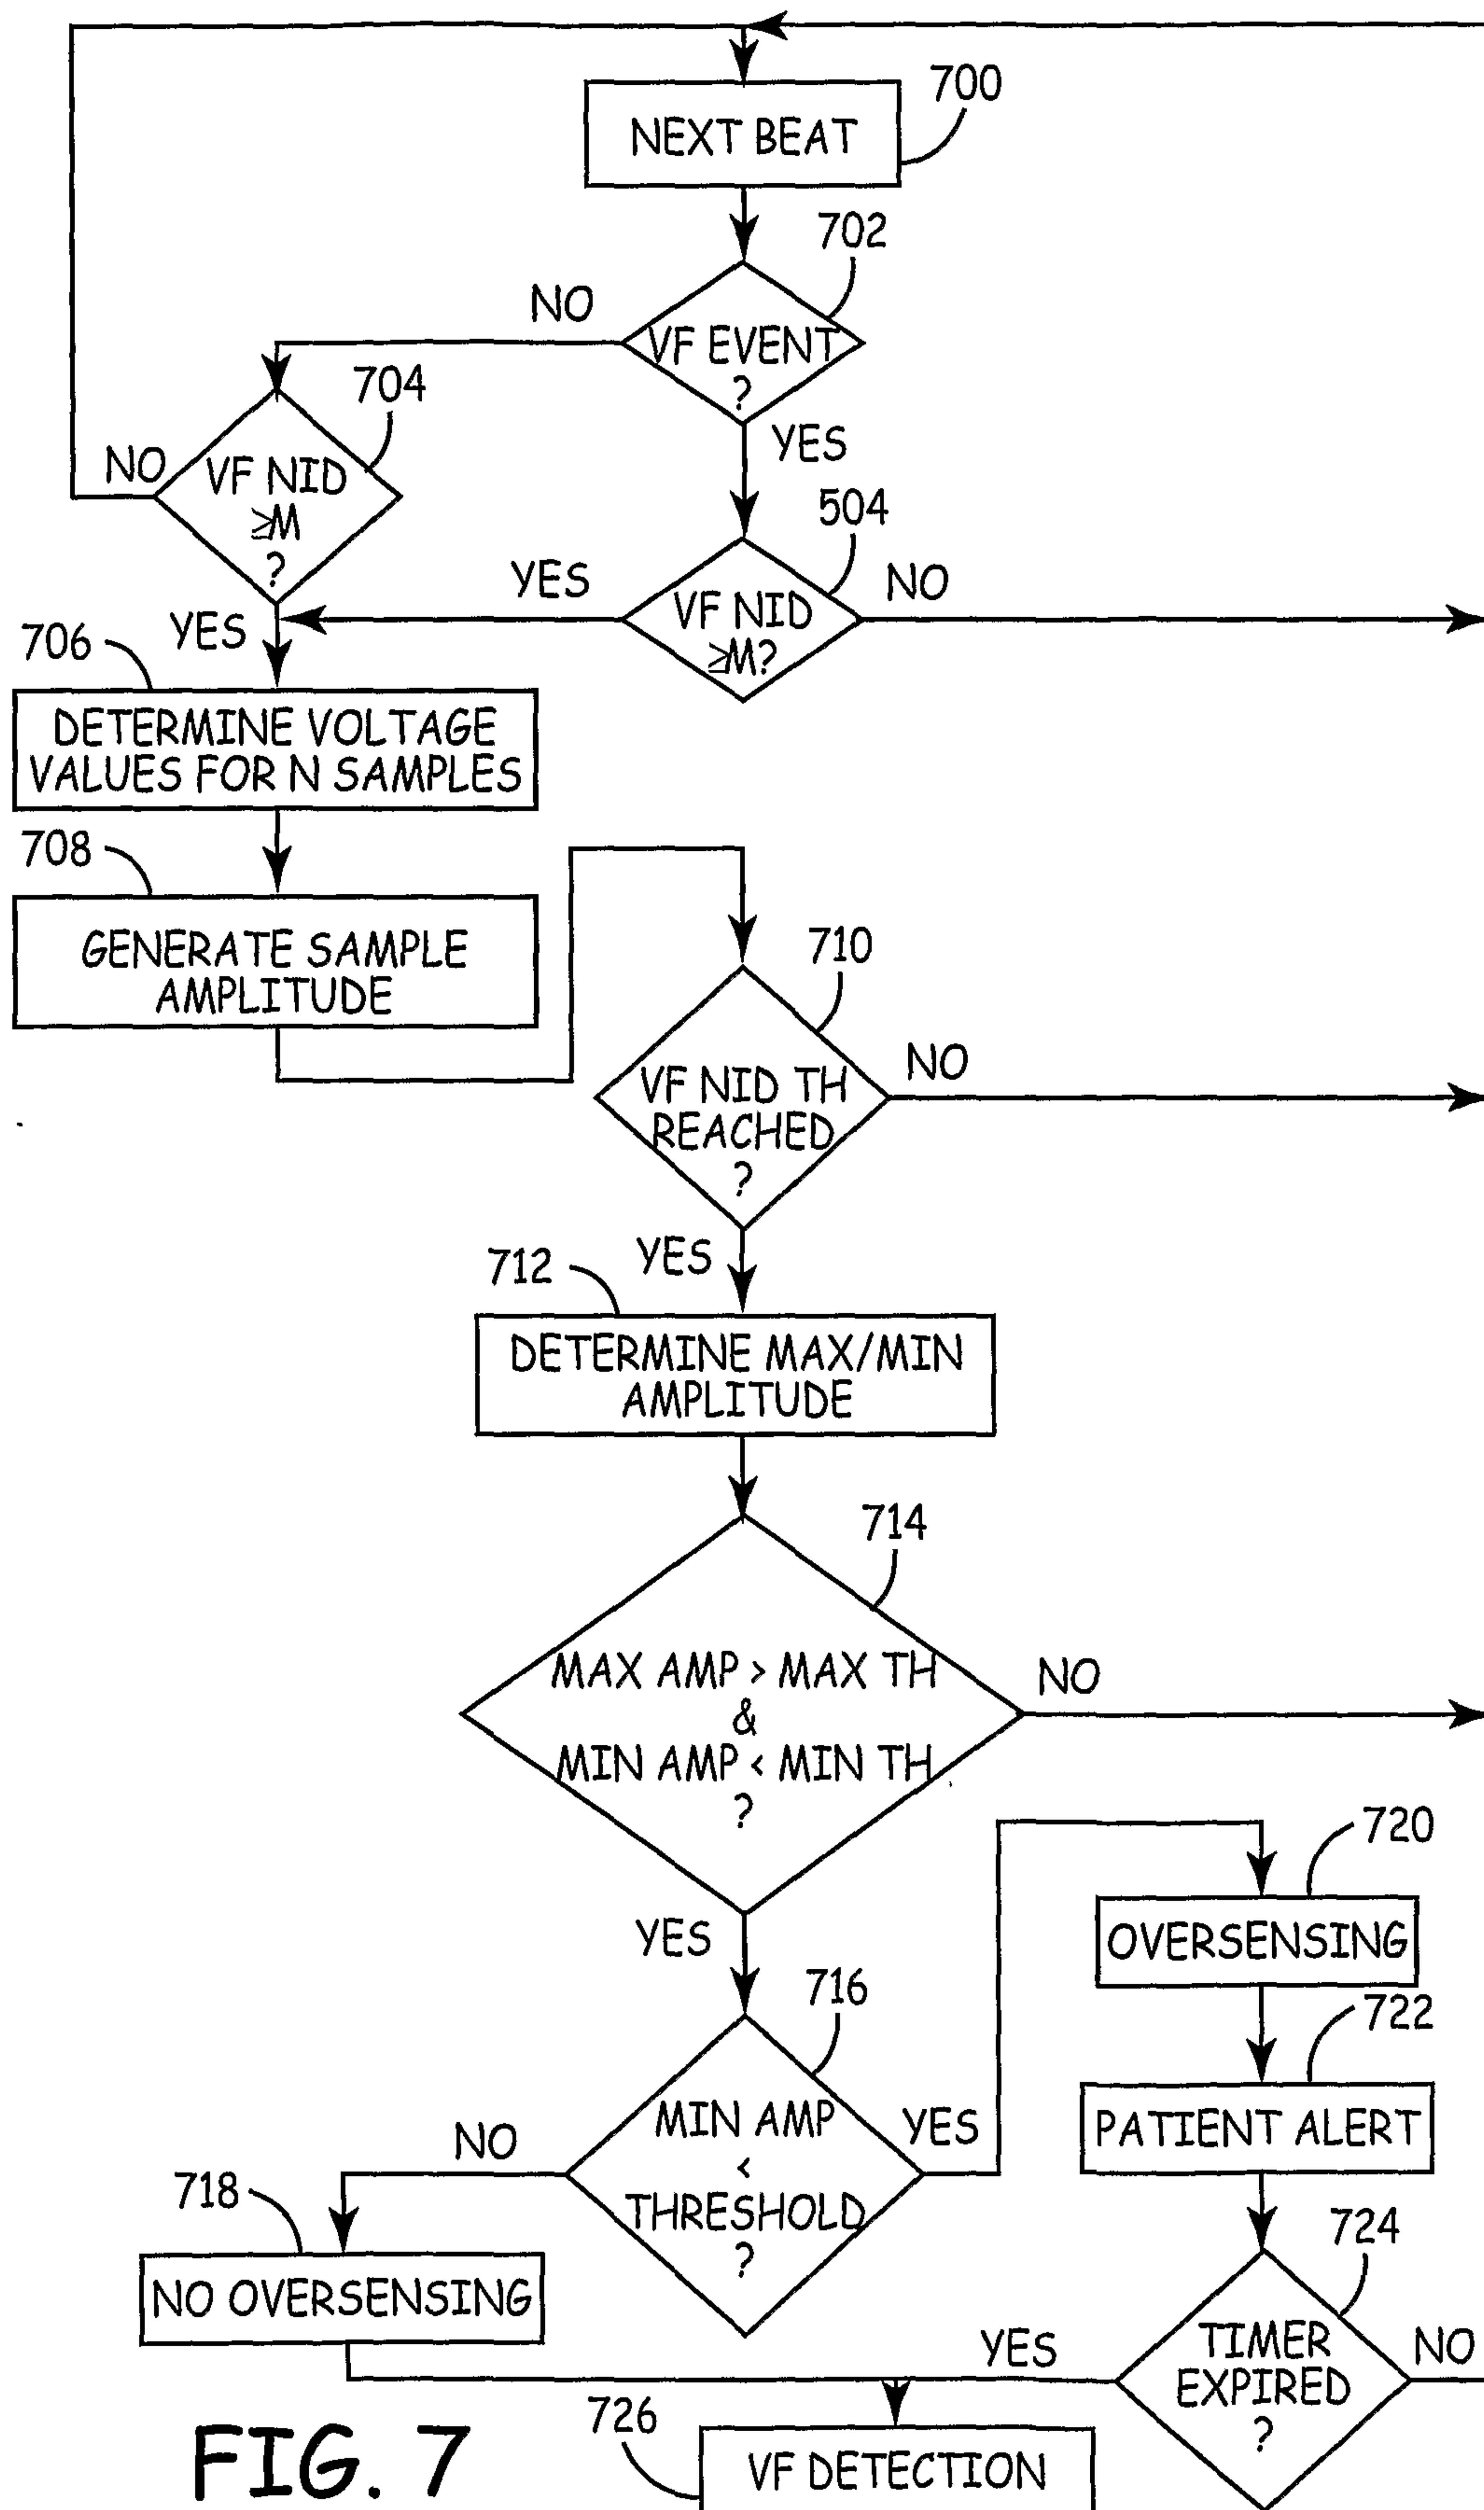 700
NEXT BEAT
702
NO
VF EVENT
?
704
YES
NO
VF NID
≥M
?
504
YES
NO
VF NID
≥M?
YES
706
DETERMINE VOLTAGE
VALUES FOR N SAMPLES
708
GENERATE SAMPLE
AMPLITUDE
710
NO
VF NID TH
REACHED
?
YES
712
DETERMINE MAX/MIN
AMPLITUDE
714
MAX AMP > MAX TH
&
MIN AMP < MIN TH
?
NO
720
OVERSENSING
YES
716
722
MIN AMP
<
THRESHOLD
?
YES
PATIENT ALERT
NO
718
NO OVERSENSING
724
TIMER
EXPIRED
?
YES
NO
726
VF DETECTION
FIG. 7